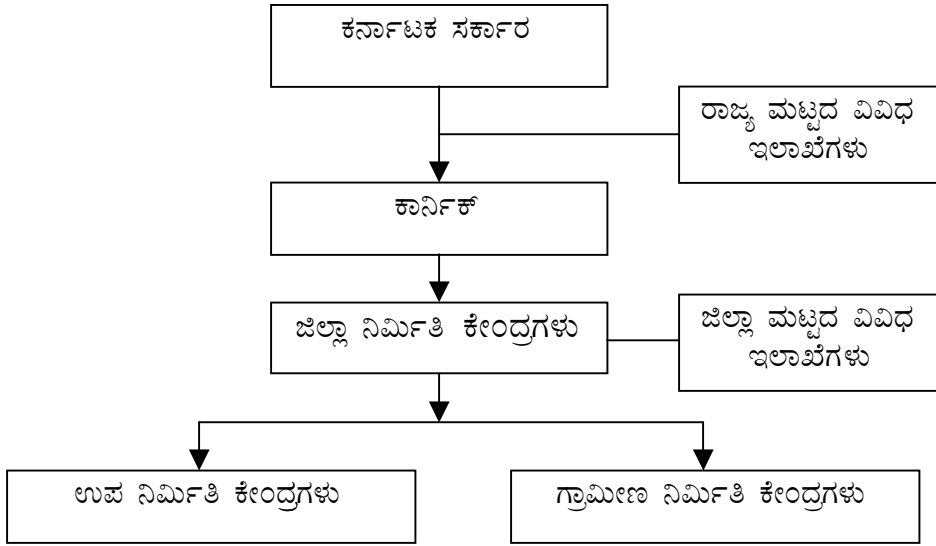 ಕರ್ನಾಟಕ ಸರ್ಕಾರ
ರಾಜ್ಯ ಮಟ್ಟದ ವಿವಿಧ
ಇಲಾಖೆಗಳು
ಕಾರ್ನಿಕ್
ಜಿಲ್ಲಾ ನಿರ್ಮಿತಿ ಕೇಂದ್ರಗಳು
ಜಿಲ್ಲಾ ಮಟ್ಟದ ವಿವಿಧ
ಇಲಾಖೆಗಳು
ಉಪ ನಿರ್ಮಿತಿ ಕೇಂದ್ರಗಳು
ಗ್ರಾಮೀಣ ನಿರ್ಮಿತಿ ಕೇಂದ್ರಗಳು